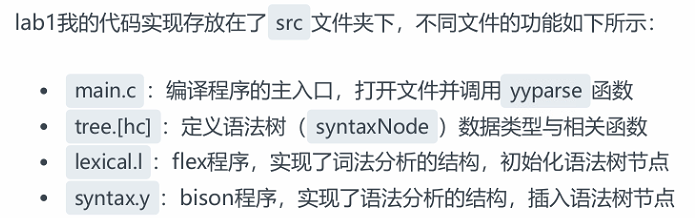 lab1我的代码实现存放在了 src 文件夹下，不同文件的功能如下所示：
• main.c ：编译程序的主入口，打开文件并调用 yyparse 函数
• tree.[hc] ：定义语法树（ syntaxNode ）数据类型与相关函数
• lexical.l ：flex程序，实现了词法分析的结构，初始化语法树节点
• syntax.y ：bison程序，实现了语法分析的结构，插入语法树节点